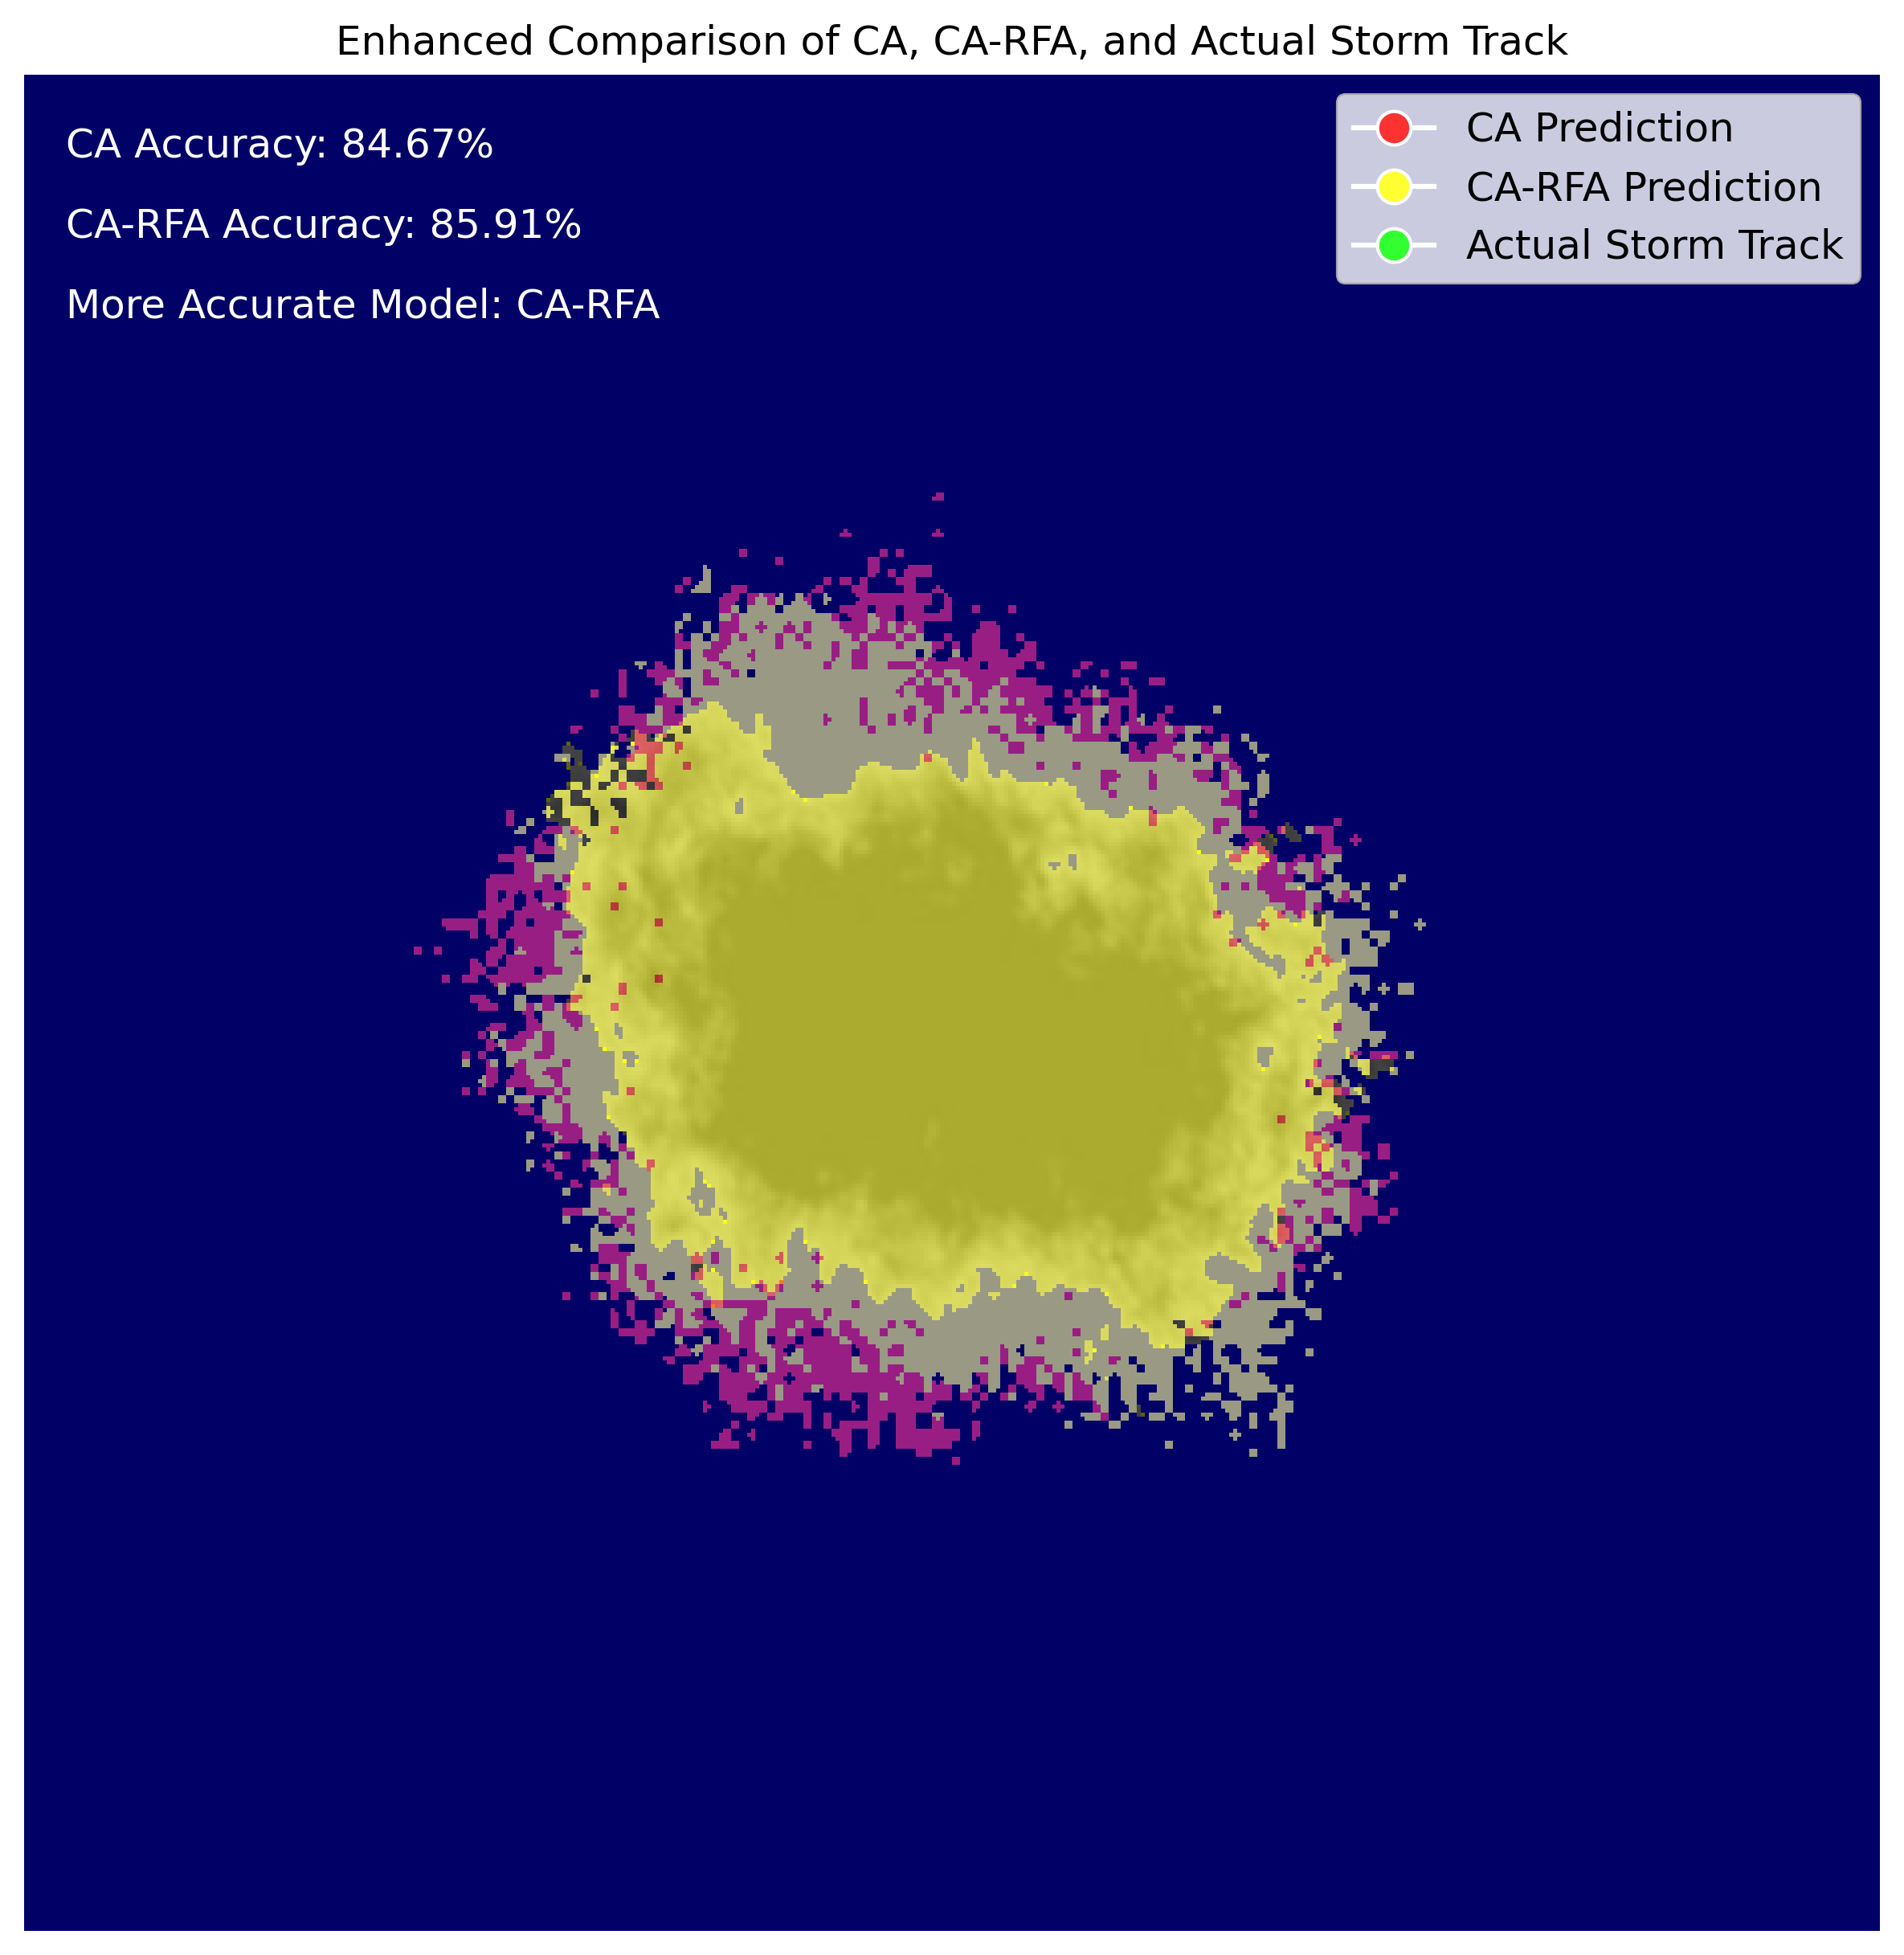 Enhanced Comparison of CA, CA-RFA, and Actual Storm Track
CA Accuracy: 84.67%
CA-RFA Accuracy: 85.91%
More Accurate Model: CA-RFA
CA Prediction
CA-RFA Prediction
Actual Storm Track